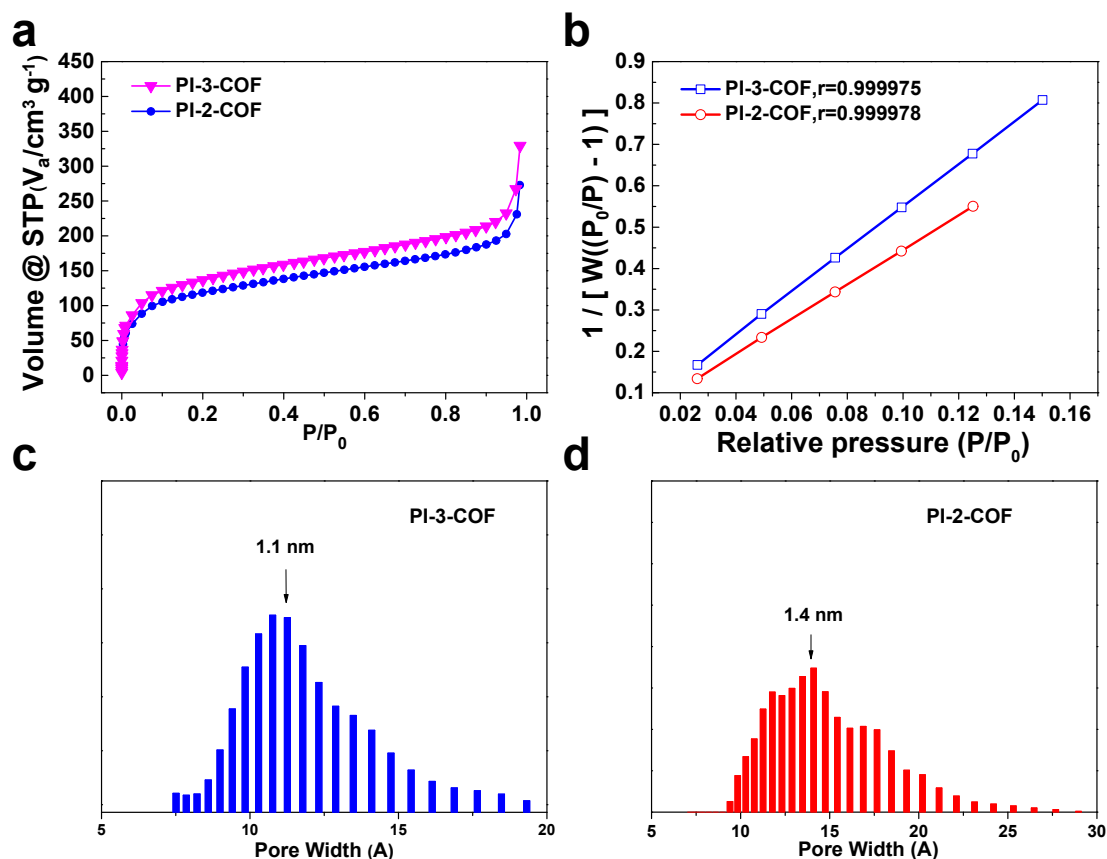 a
Volume @ STP(Va/cm³ g⁻¹)
450
400
350
300
250
200
150
100
50
0
PI-3-COF
PI-2-COF
0.0 0.2 0.4 0.6 0.8 1.0
P/P₀
b
1 / [ W((P₀/P) - 1) ]
0.9
0.8
0.7
0.6
0.5
0.4
0.3
0.2
0.1
PI-3-COF,r=0.999975
PI-2-COF,r=0.999978
0.02 0.04 0.06 0.08 0.10 0.12 0.14 0.16
Relative pressure (P/P₀)
c
PI-3-COF
1.1 nm
5 10 15 20
Pore Width (A)
d
PI-2-COF
1.4 nm
5 10 15 20 25 30
Pore Width (A)